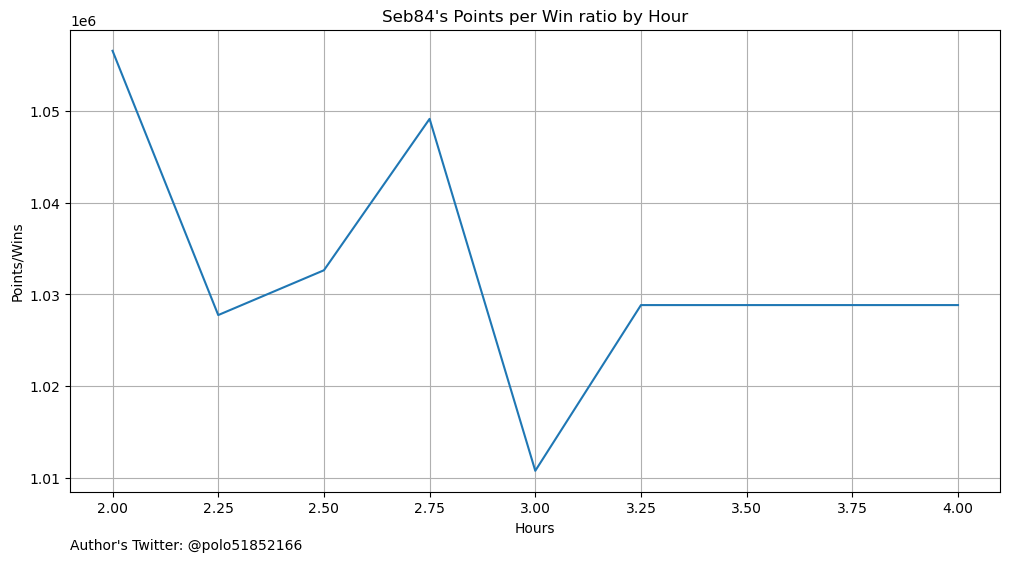 Seb84's Points per Win ratio by Hour
1e6
1.05
1.04
1.03
1.02
1.01
Points/Wins
2.00 2.25 2.50 2.75 3.00 3.25 3.50 3.75 4.00
Hours
Author's Twitter: @polo51852166